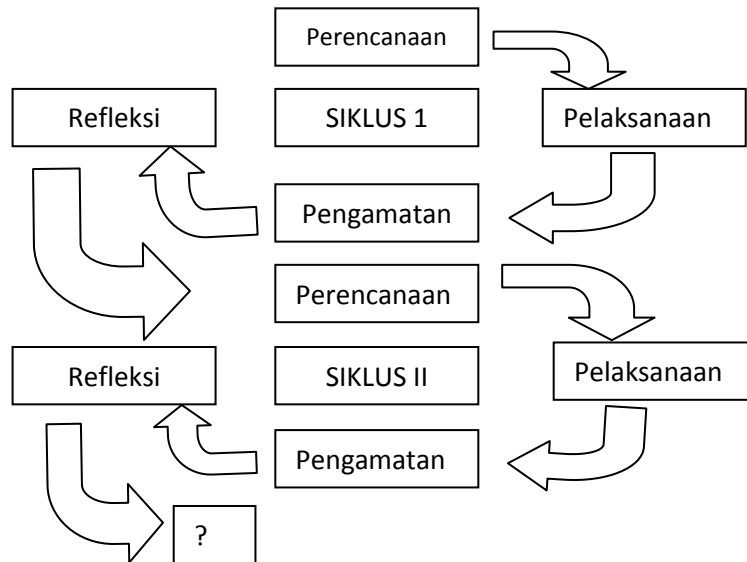 Perencanaan
Refleksi
SIKLUS 1
Pelaksanaan
Pengamatan
Perencanaan
Refleksi
SIKLUS II
Pelaksanaan
Pengamatan
?